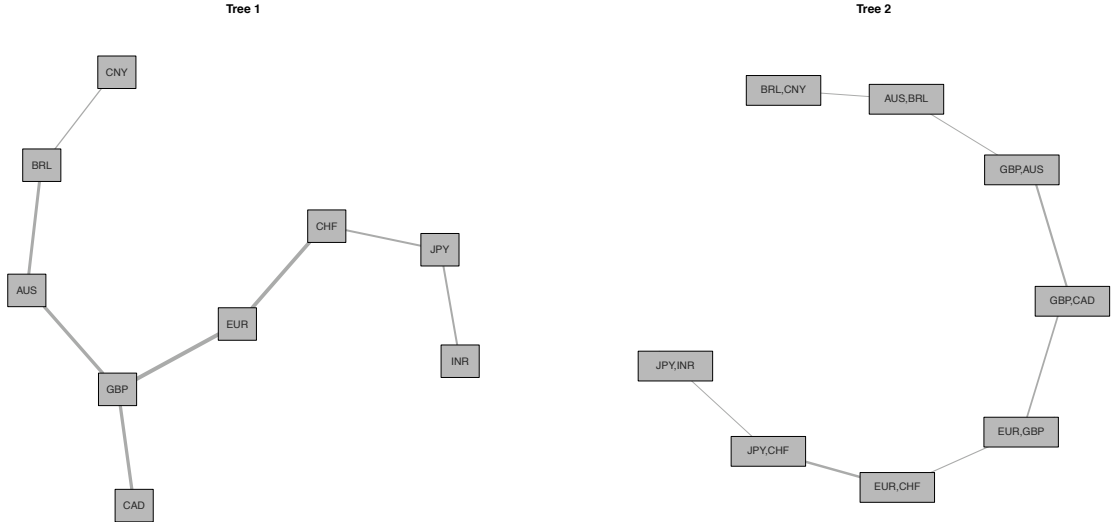 Tree 1
CNY
BRL
CHF
JPY
AUS
EUR
INR
GBP
CAD
Tree 2
BRL,CNY
AUS,BRL
GBP,AUS
GBP,CAD
JPY,INR
EUR,GBP
JPY,CHF
EUR,CHF